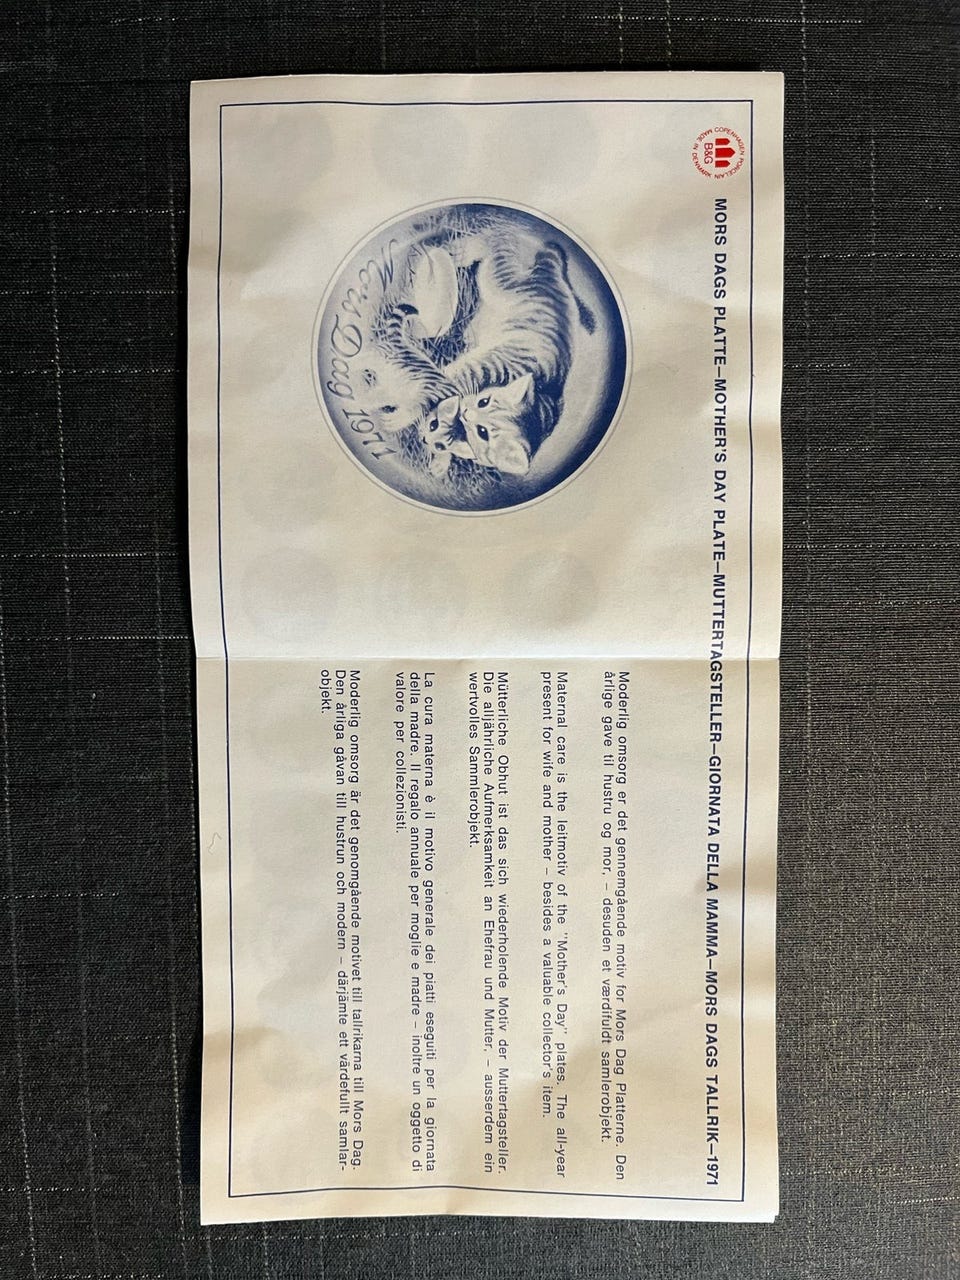 COPENHAGEN PORCELAIN
B&G
MADE IN DENMARK
MORS DAGS PLATTE—MOTHER'S DAY PLATE—MUTTERTAGSTELLER—GIORNATA DELLA MAMMA—MORS DAGS TALLRIK—1971
Mors Dag 1971
Moderlig omsorg er det gennemgående motiv for Mors Dag Platterne. Den
årlige gave til hustru og mor, – desuden et værdifuldt samlerobjekt.
Maternal care is the leitmotiv of the "Mother's Day" plates. The all-year
present for wife and mother – besides a valuable collector's item.
Mütterliche Obhut ist das sich wiederholende Motiv der Muttertagsteller.
Die alljährliche Aufmerksamkeit an Ehefrau und Mutter, – ausserdem ein
wertvolles Sammlerobjekt.
La cura materna è il motivo generale dei piatti eseguiti per la giornata
della madre. Il regalo annuale per moglie e madre – inoltre un oggetto di
valore per collezionisti.
Moderlig omsorg är det genomgående motivet till tallrikarna till Mors Dag.
Den årliga gåvan till hustrun och modern – därjämte ett värdefullt samlar-
objekt.